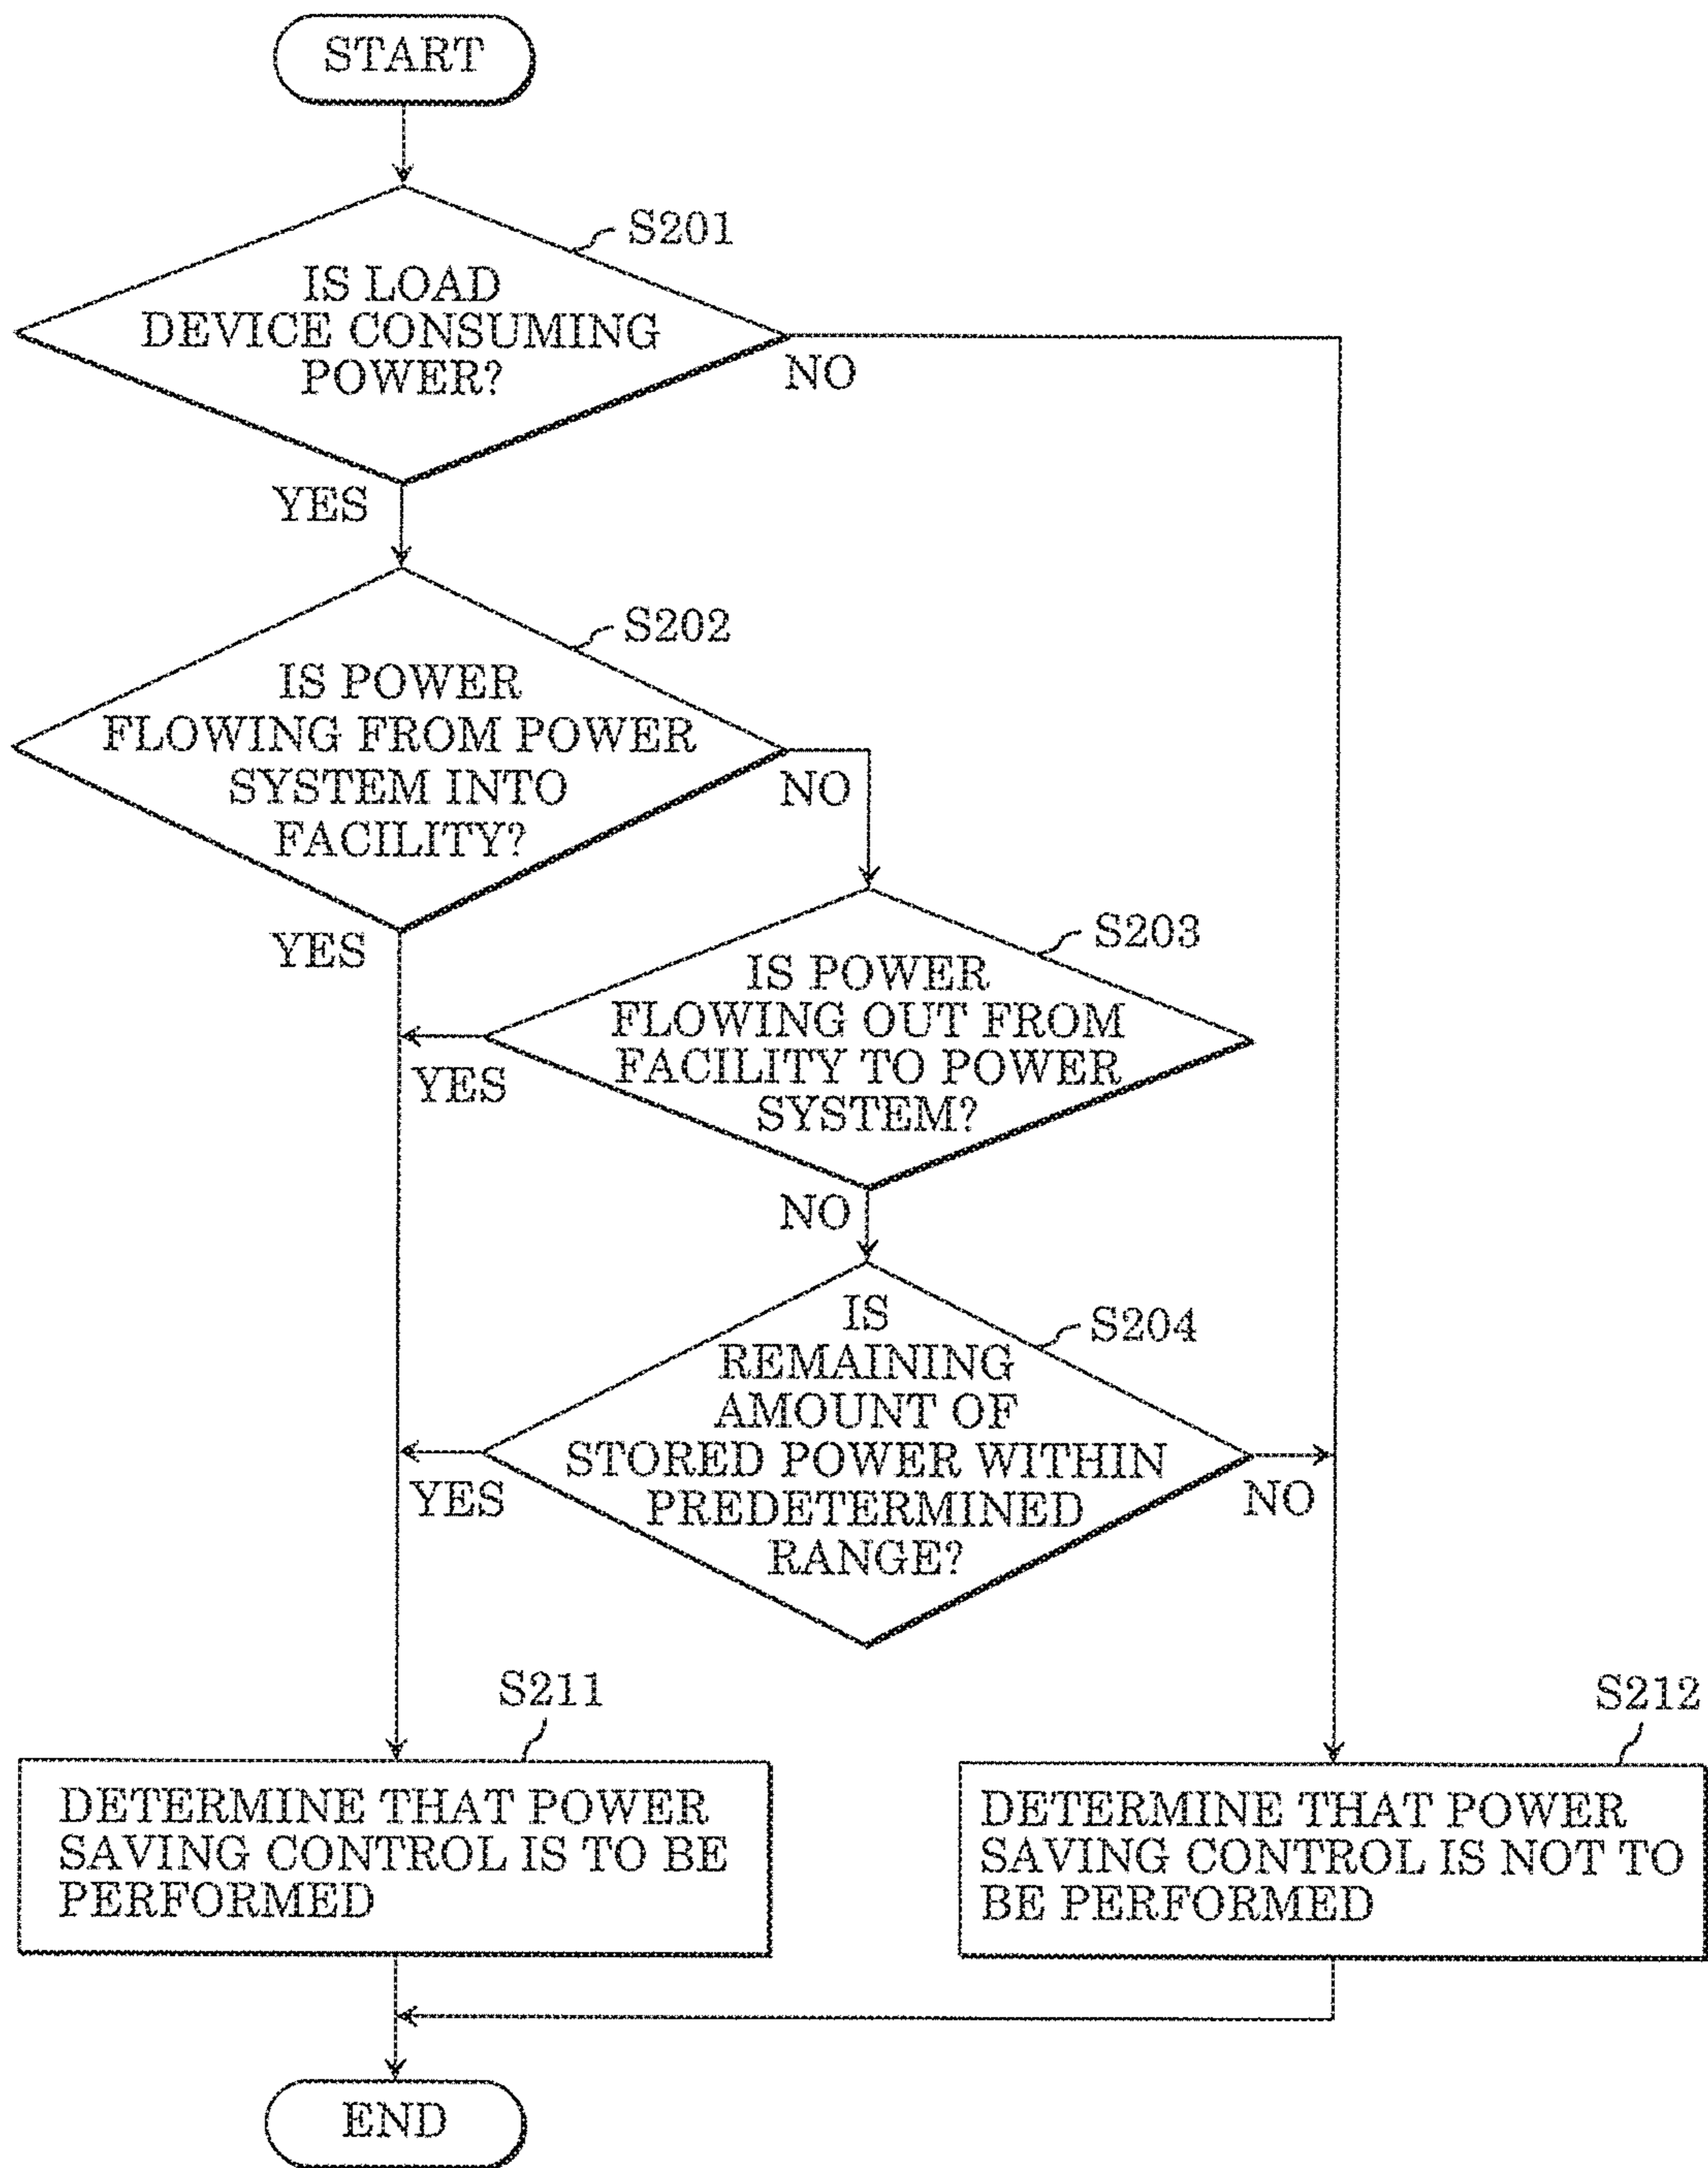 START
S201
IS LOAD
DEVICE CONSUMING
POWER?
NO
YES
S202
IS POWER
FLOWING FROM POWER
SYSTEM INTO
FACILITY?
NO
YES
S203
IS POWER
FLOWING OUT FROM
FACILITY TO POWER
SYSTEM?
YES
NO
S204
IS
REMAINING
AMOUNT OF
STORED POWER WITHIN
PREDETERMINED
RANGE?
YES
NO
S211
DETERMINE THAT POWER
SAVING CONTROL IS TO BE
PERFORMED
S212
DETERMINE THAT POWER
SAVING CONTROL IS NOT TO
BE PERFORMED
END